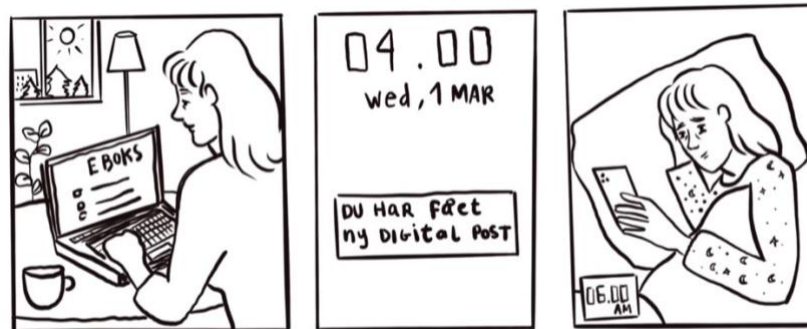 EBOKS
04.00
wed, 1 MAR
DU HAR FÅET
ny DIGITAL POST
06.00
AM